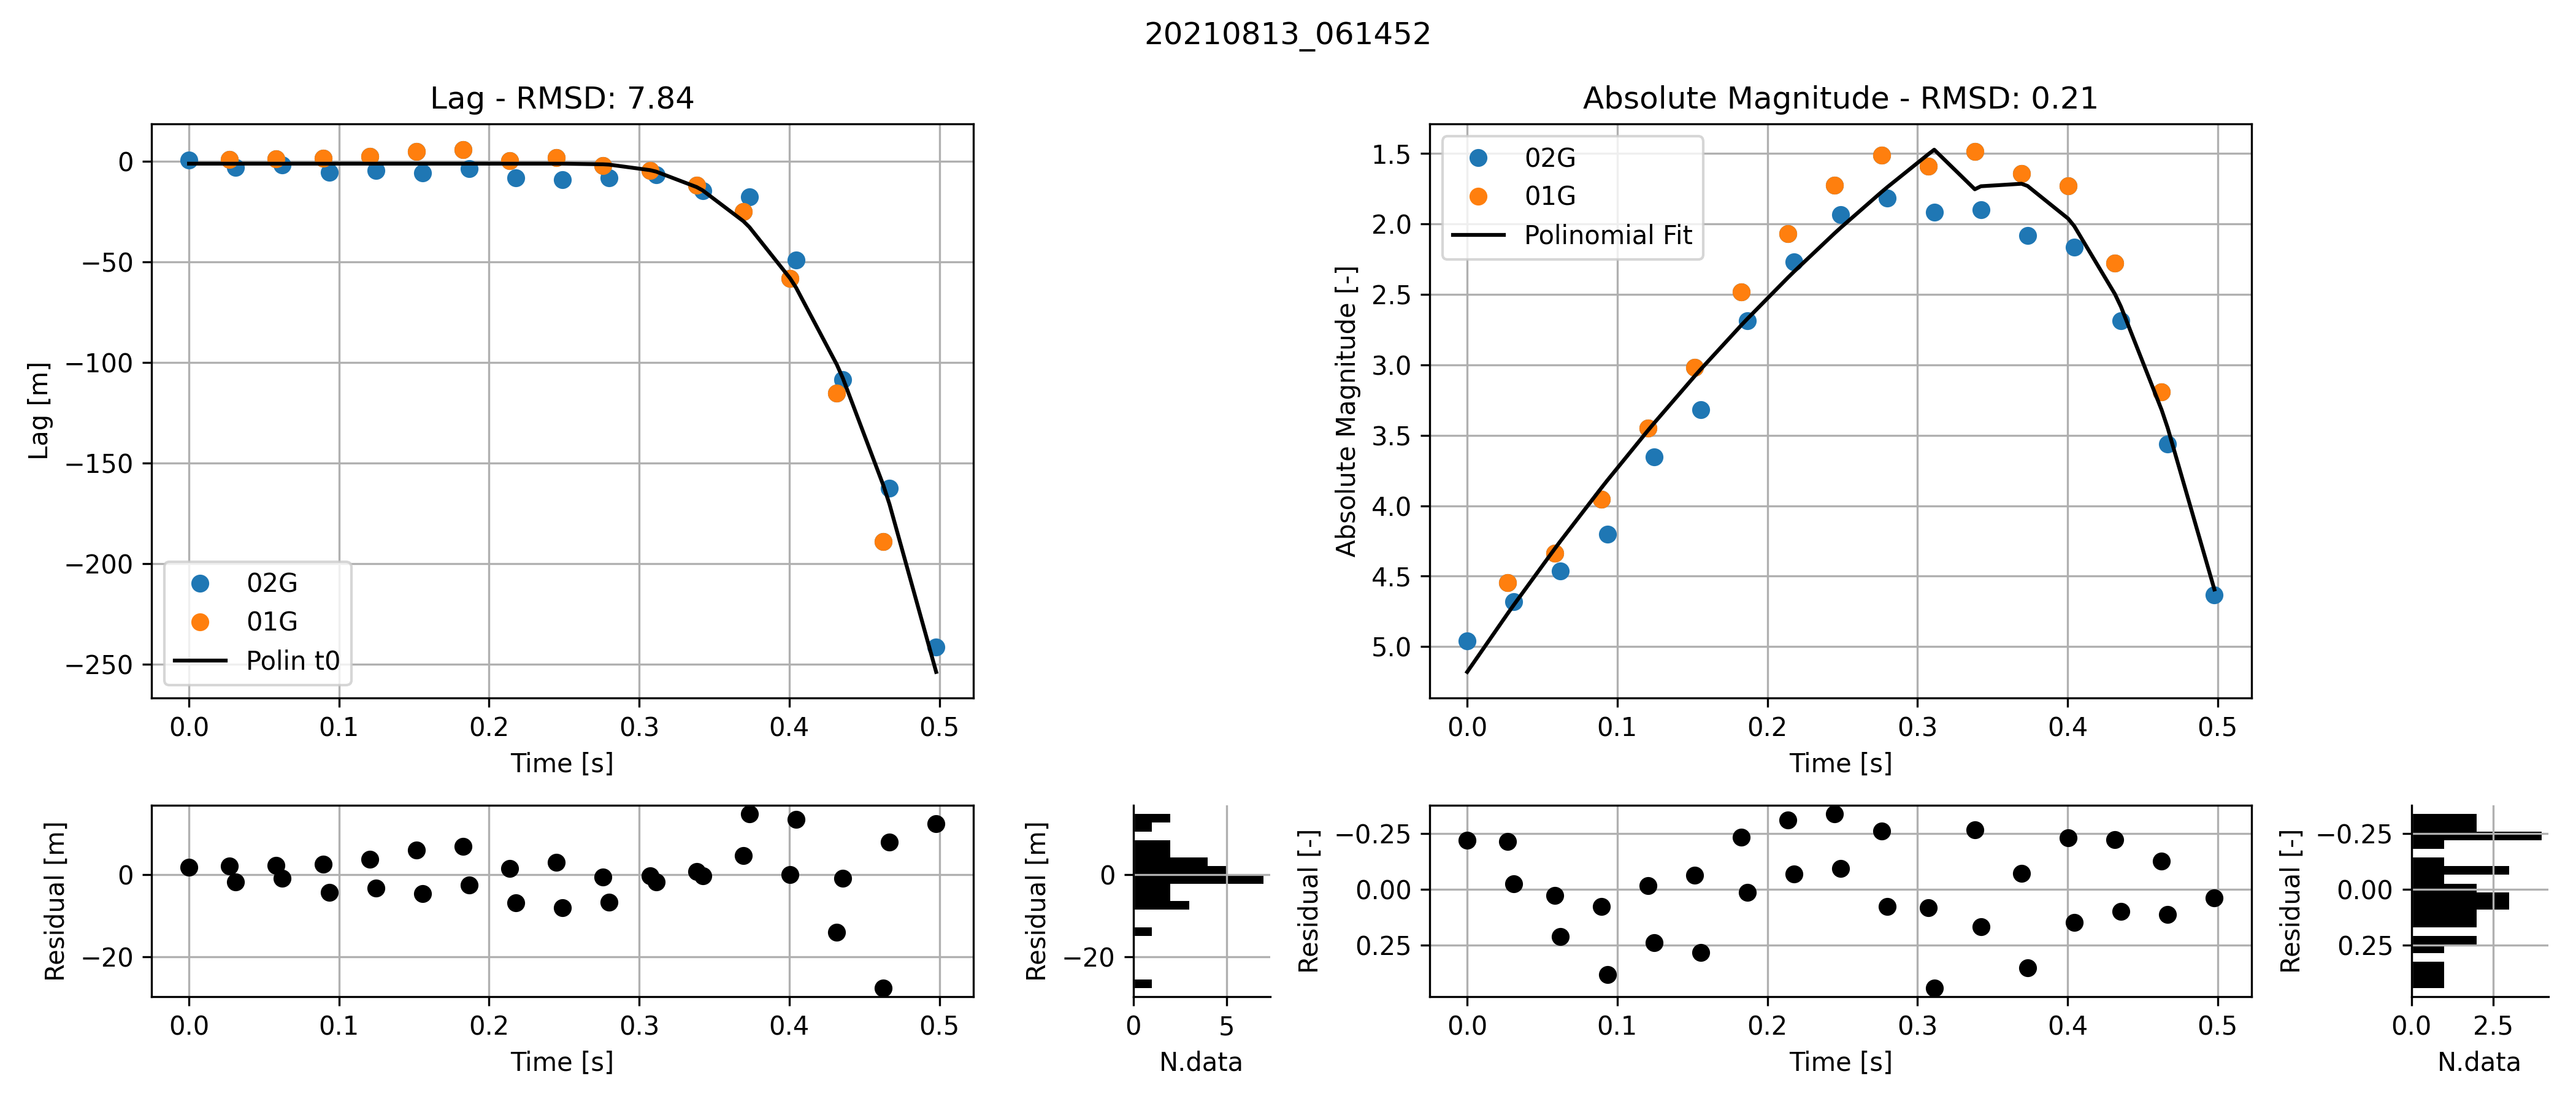 20210813_061452
Lag - RMSD: 7.84
Lag [m]
0
−50
−100
−150
−200
−250
02G
01G
Polin t0
0.0 0.1 0.2 0.3 0.4 0.5
Time [s]
Absolute Magnitude - RMSD: 0.21
Absolute Magnitude [-]
1.5
2.0
2.5
3.0
3.5
4.0
4.5
5.0
02G
01G
Polinomial Fit
0.0 0.1 0.2 0.3 0.4 0.5
Time [s]
Residual [m]
0
−20
0.0 0.1 0.2 0.3 0.4 0.5
Time [s]
Residual [m]
0
−20
0 5
N.data
Residual [-]
−0.25
0.00
0.25
0.0 0.1 0.2 0.3 0.4 0.5
Time [s]
Residual [-]
−0.25
0.00
0.25
0.0 2.5
N.data